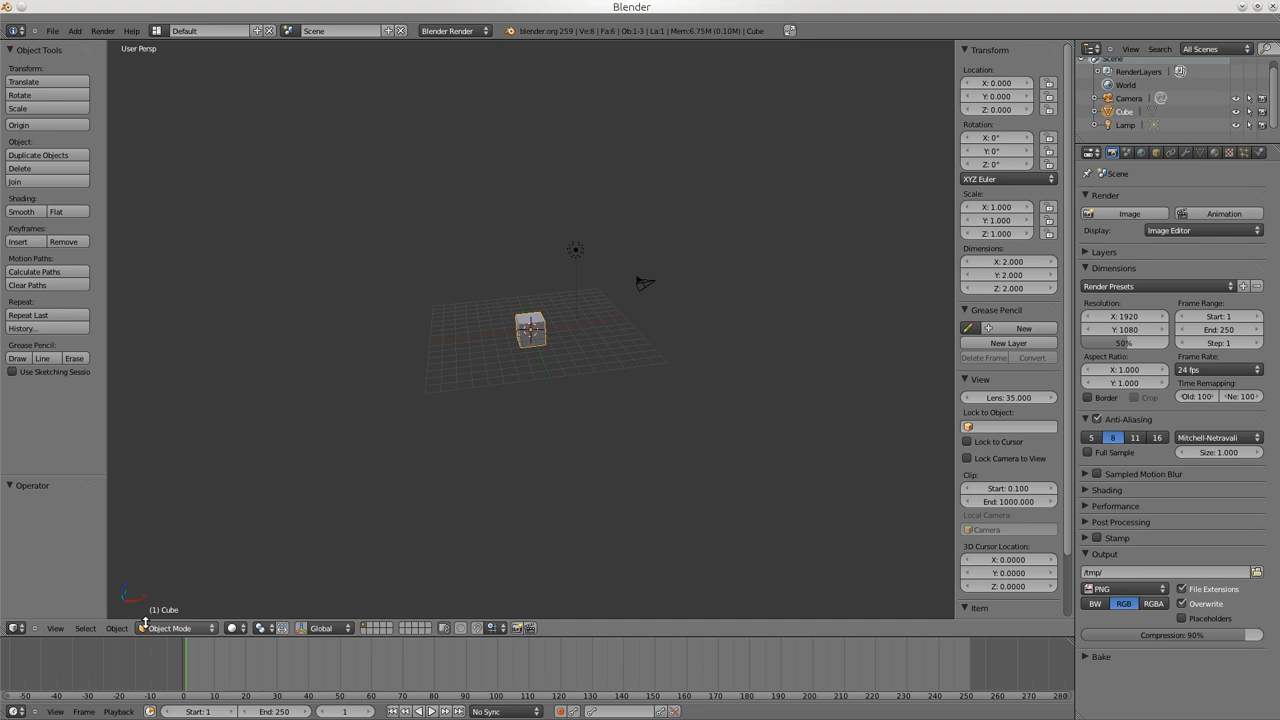 Blender
File Add Render Default Scene Blender Render blender.org 259 | Ve:8 | Fa:6 | Ob:1-3 | La:1 | Mem:6.75M (0.10M) | Cube
Object Tools
Transform:
Translate
Rotate
Scale
Origin
Object:
Duplicate Objects
Delete
Join
Shading:
Smooth Flat
Keyframes:
Insert Remove
Motion Paths:
Calculate Paths
Clear Paths
Repeat:
Repeat Last
History...
Grease Pencil:
Draw Line Erase
Use Sketching Sessio
Operator
User Persp
(1) Cube
View Select Object Object Mode Global
Transform
Location:
X: 0.000
Y: 0.000
Z: 0.000
Rotation:
X: 0°
Y: 0°
Z: 0°
XYZ Euler
Scale:
X: 1.000
Y: 1.000
Z: 1.000
Dimensions:
X: 2.000
Y: 2.000
Z: 2.000
Grease Pencil
New
New Layer
Delete Frame Convert
View
Lens: 35.000
Lock to Object:
Lock to Cursor
Lock Camera to View
Clip:
Start: 0.100
End: 1000.000
Local Camera:
Camera
3D Cursor Location:
X: 0.0000
Y: 0.0000
Z: 0.0000
Item
View Search All Scenes
Scene
RenderLayers
World
Camera
Cube
Lamp
Scene
Render
Image Animation
Display: Image Editor
Layers
Dimensions
Render Presets
Resolution: Frame Range:
X: 1920 Start: 1
Y: 1080 End: 250
50% Step: 1
Aspect Ratio: Frame Rate:
X: 1.000 24 fps
Y: 1.000 Time Remapping:
Border Crop Old: 100 Ne: 100
Anti-Aliasing
5 8 11 16 Mitchell-Netravali
Full Sample Size: 1.000
Sampled Motion Blur
Shading
Performance
Post Processing
Stamp
Output
/tmp/
PNG File Extensions
BW RGB RGBA Overwrite
Placeholders
Compression: 90%
Bake
-50 -40 -30 -20 -10 0 10 20 30 40 50 60 70 80 90 100 110 120 130 140 150 160 170 180 190 200 210 220 230 240 250 260 270 280
View Frame Playback Start: 1 End: 250 1 No Sync